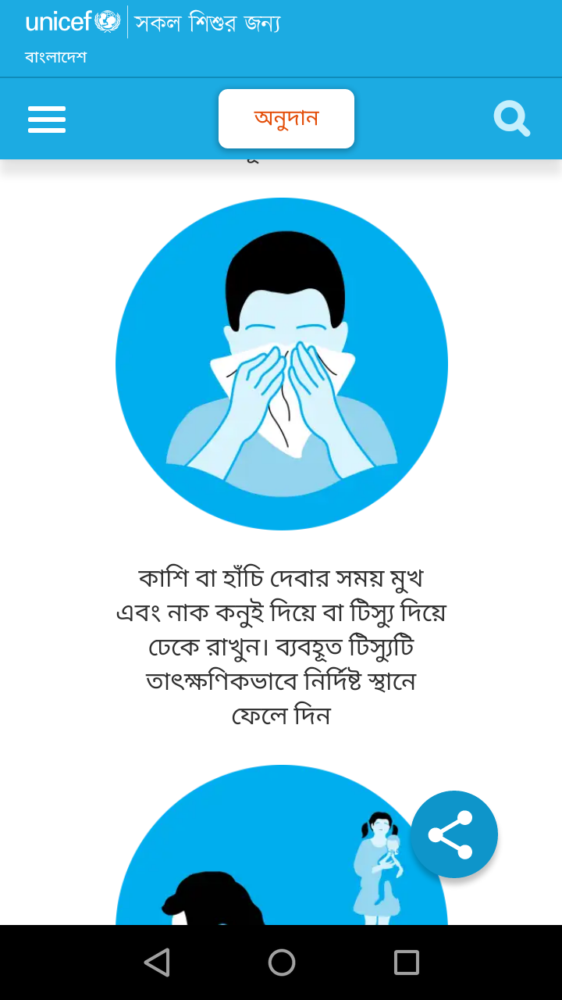 unicef সকল শিশুর জন্য
বাংলাদেশ
অনুদান
কাশি বা হাঁচি দেবার সময় মুখ
এবং নাক কনুই দিয়ে বা টিস্যু দিয়ে
ঢেকে রাখুন। ব্যবহূত টিস্যুটি
তাৎক্ষণিকভাবে নির্দিষ্ট স্থানে
ফেলে দিন